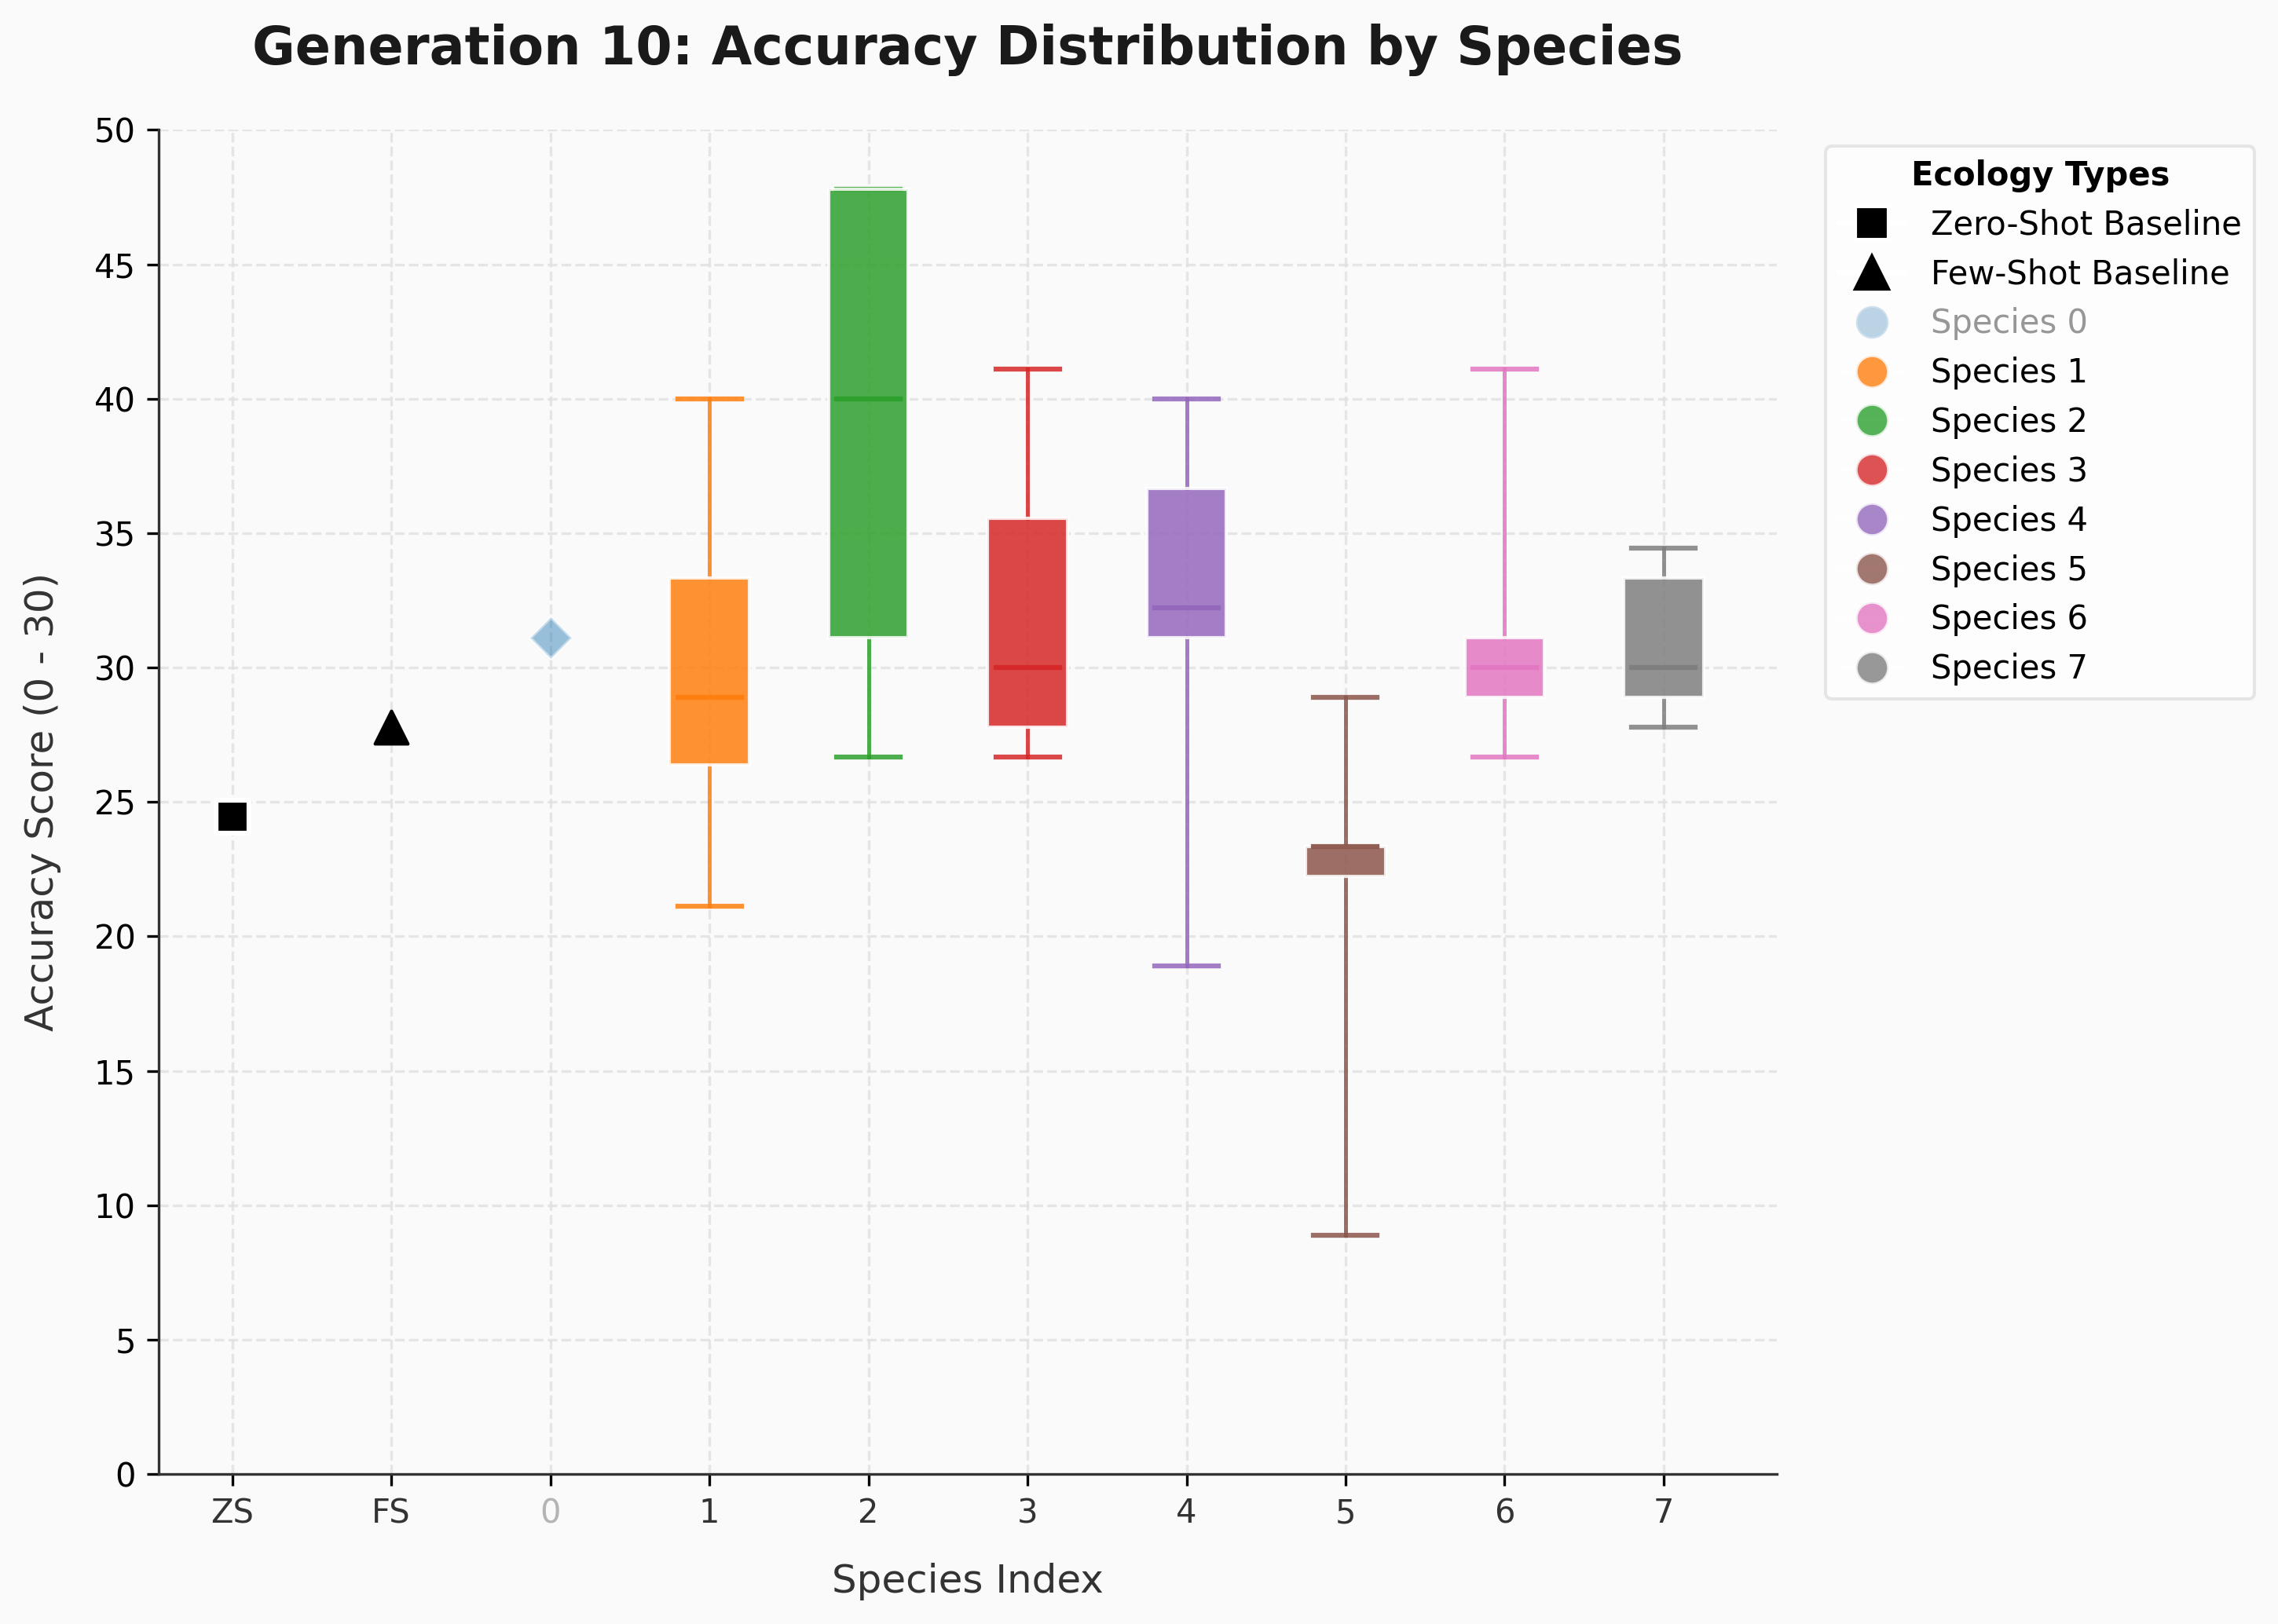 Generation 10: Accuracy Distribution by Species
Accuracy Score (0 - 30)
50
45
40
35
30
25
20
15
10
5
0
ZS FS 0 1 2 3 4 5 6 7
Species Index
Ecology Types
Zero-Shot Baseline
Few-Shot Baseline
Species 0
Species 1
Species 2
Species 3
Species 4
Species 5
Species 6
Species 7